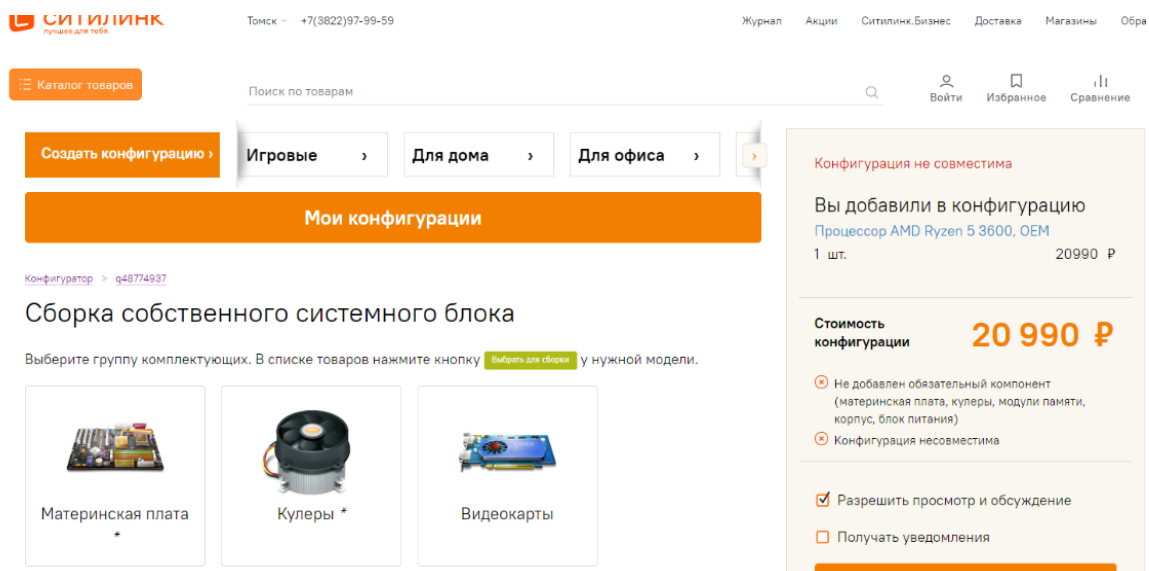 СИТИЛИНК
лучшее для тебя
Томск
+7(3822)97-99-59
Журнал Акции Ситилинк.Бизнес Доставка Магазины Обра
Каталог товаров
Поиск по товарам
Войти Избранное Сравнение
Создать конфигурацию ›
Игровые ›
Для дома ›
Для офиса ›
›
Мои конфигурации
Конфигуратор > q48774937
Сборка собственного системного блока
Выберите группу комплектующих. В списке товаров нажмите кнопку Выбрать для сборки у нужной модели.
Материнская плата
*
Кулеры *
Видеокарты
Конфигурация не совместима
Вы добавили в конфигурацию
Процессор AMD Ryzen 5 3600, OEM
1 шт. 20990 ₽
Стоимость
конфигурации
20 990 ₽
Не добавлен обязательный компонент
(материнская плата, кулеры, модули памяти,
корпус, блок питания)
Конфигурация несовместима
Разрешить просмотр и обсуждение
Получать уведомления